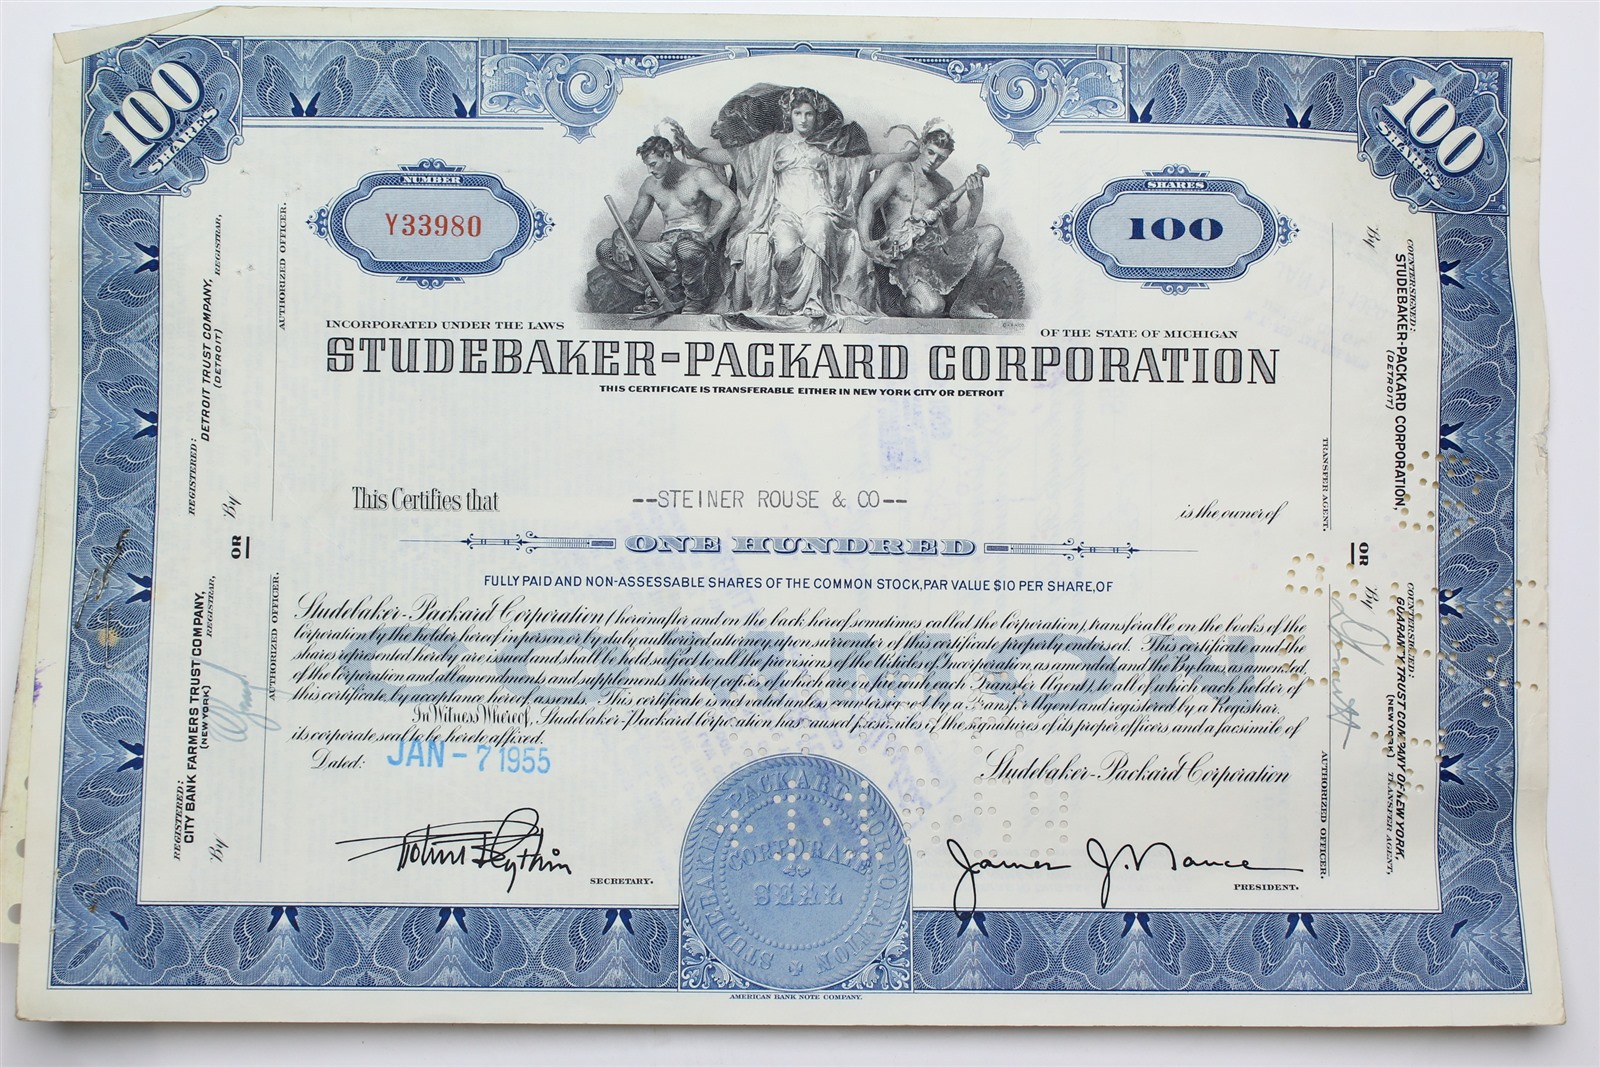 100
SHARES
100
SHARES
NUMBER
Y33980
SHARES
100
INCORPORATED UNDER THE LAWS
OF THE STATE OF MICHIGAN
STUDEBAKER-PACKARD CORPORATION
THIS CERTIFICATE IS TRANSFERABLE EITHER IN NEW YORK CITY OR DETROIT
This Certifies that
--STEINER ROUSE & CO--
is the owner of
ONE HUNDRED
FULLY PAID AND NON-ASSESSABLE SHARES OF THE COMMON STOCK, PAR VALUE $10 PER SHARE, OF
Studebaker-Packard Corporation (hereinafter and on the back hereof sometimes called the Corporation), transferable on the books of the
Corporation by the holder hereof in person or by duly authorized attorney upon surrender of this certificate properly endorsed. This certificate and the
shares represented hereby are issued and shall be held subject to all the provisions of the Articles of Incorporation, as amended, and the By-laws, as amended,
of the Corporation and all amendments and supplements thereto (copies of which are on file with each Transfer Agent), to all of which each holder of
this certificate, by acceptance hereof, assents. This certificate is not valid unless countersigned by a Transfer Agent and registered by a Registrar.
In Witness Whereof, Studebaker-Packard Corporation has caused facsimiles of the signatures of its proper officers and a facsimile of
its corporate seal to be hereto affixed.
COMMON
Dated:
JAN - 7 1955
Studebaker-Packard Corporation
SECRETARY.
James J. Nance
PRESIDENT.
STUDEBAKER-PACKARD CORPORATION
CORPORATE
SEAL
AMERICAN BANK NOTE COMPANY.
REGISTERED:
DETROIT TRUST COMPANY,
(DETROIT)
REGISTRAR,
By
AUTHORIZED OFFICER.
OR
REGISTERED:
CITY BANK FARMERS TRUST COMPANY,
(NEW YORK)
REGISTRAR,
By
AUTHORIZED OFFICER.
COUNTERSIGNED:
STUDEBAKER-PACKARD CORPORATION,
(DETROIT)
By
TRANSFER AGENT.
OR
COUNTERSIGNED:
GUARANTY TRUST COMPANY OF NEW YORK,
(NEW YORK)
TRANSFER AGENT,
By
AUTHORIZED OFFICER.